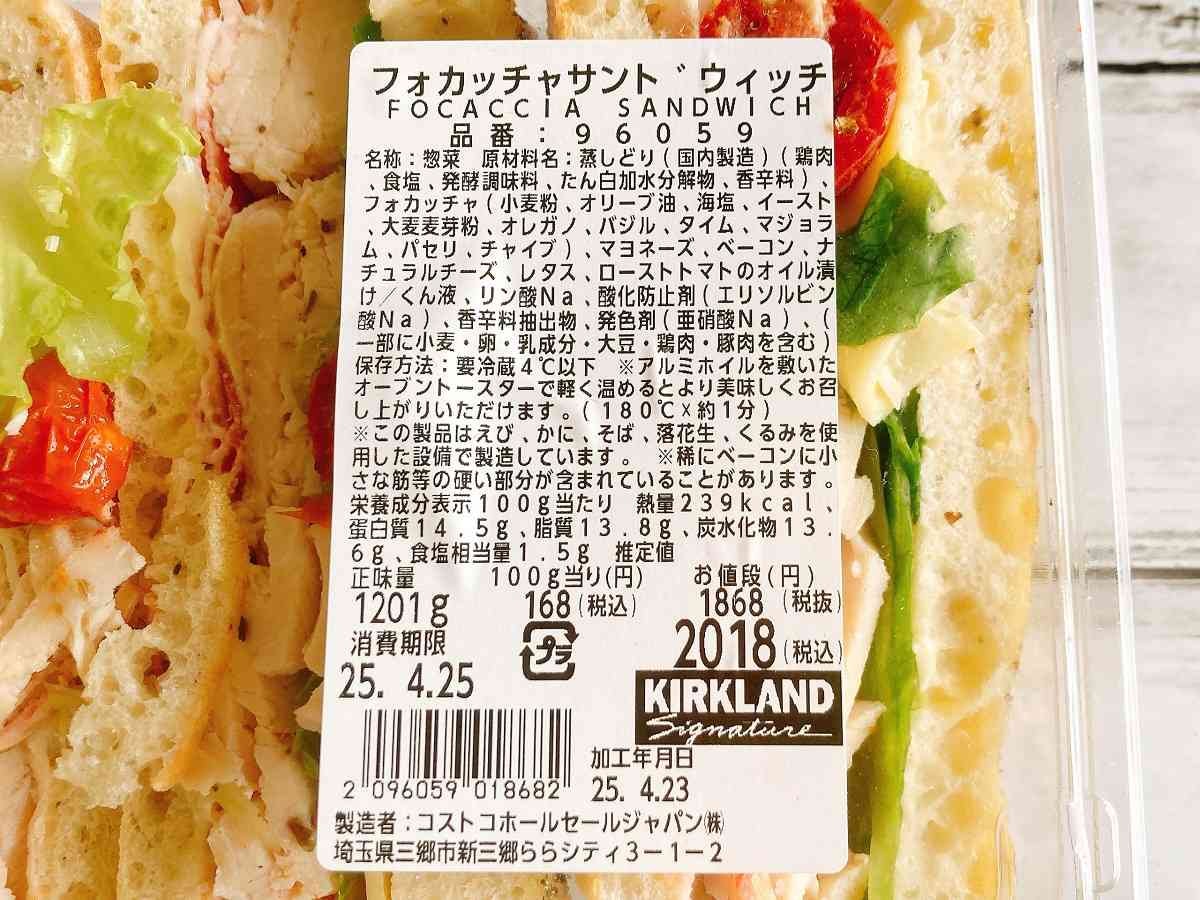 フォカッチャサンド゛ウィッチ
FOCACCIA SANDWICH
品番:96059
名称:惣菜 原材料名:蒸しどり(国内製造)(鶏肉
、食塩、発酵調味料、たん白加水分解物、香辛料)、
フォカッチャ(小麦粉、オリーブ油、海塩、イースト
、大麦麦芽粉、オレガノ、バジル、タイム、マジョラ
ム、パセリ、チャイブ)、マヨネーズ、ベーコン、ナ
チュラルチーズ、レタス、ローストトマトのオイル漬
け/くん液、リン酸Na、酸化防止剤(エリソルビン
酸Na)、香辛料抽出物、発色剤(亜硝酸Na)、(
一部に小麦・卵・乳成分・大豆・鶏肉・豚肉を含む)
保存方法:要冷蔵4℃以下 ※アルミホイルを敷いた
オーブントースターで軽く温めるとより美味しくお召
し上がりいただけます。(180℃×約1分)
※この製品はえび、かに、そば、落花生、くるみを使
用した設備で製造しています。 ※稀にベーコンに小
さな筋等の硬い部分が含まれていることがあります。
栄養成分表示100g当たり 熱量239kcal、
蛋白質14.5g、脂質13.8g、炭水化物13.
6g、食塩相当量1.5g 推定値
正味量 100g当り(円) お値段(円)
1201g 168(税込) 1868(税抜)
消費期限 プラ 2018(税込)
25. 4.25
KIRKLAND
Signature
加工年月日
2 096059 018682 25. 4.23
製造者:コストコホールセールジャパン㈱
埼玉県三郷市新三郷ららシティ3-1-2